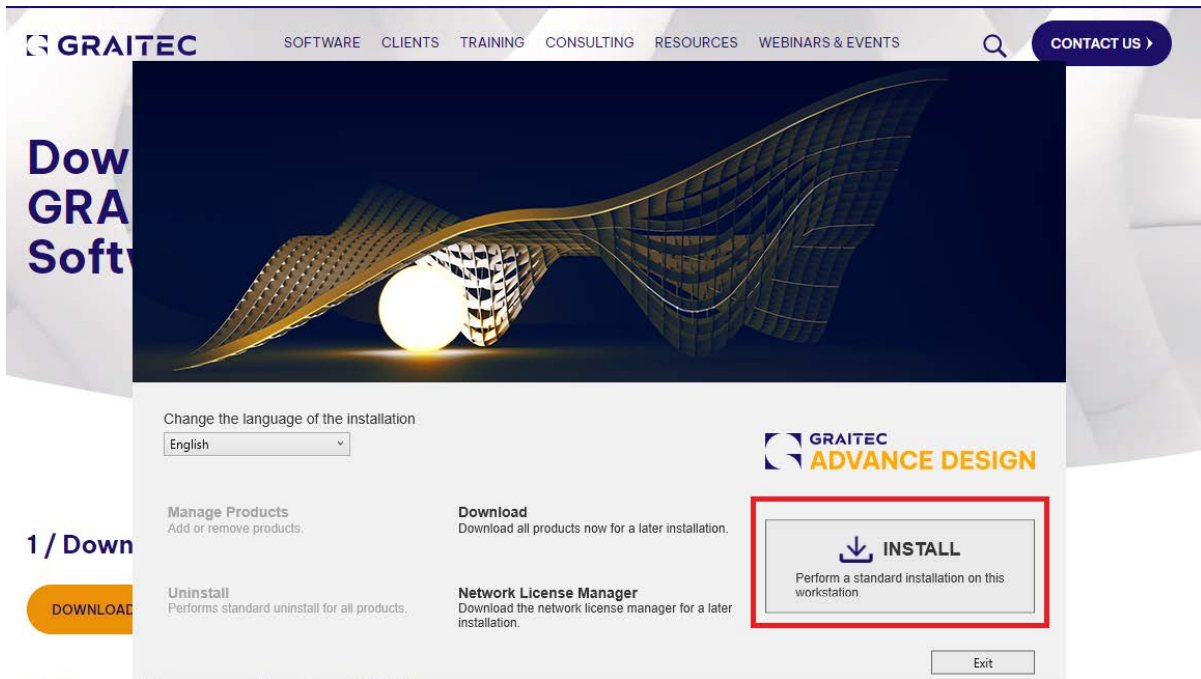 GRAITEC
SOFTWARE CLIENTS TRAINING CONSULTING RESOURCES WEBINARS & EVENTS
CONTACT US
Dow
GRA
Soft
Change the language of the installation
English
GRAITEC
ADVANCE DESIGN
Manage Products
Add or remove products.
Download
Download all products now for a later installation.
INSTALL
Perform a standard installation on this
workstation.
1 / Down
DOWNLOAD
Uninstall
Performs standard uninstall for all products.
Network License Manager
Download the network license manager for a later
installation.
Exit